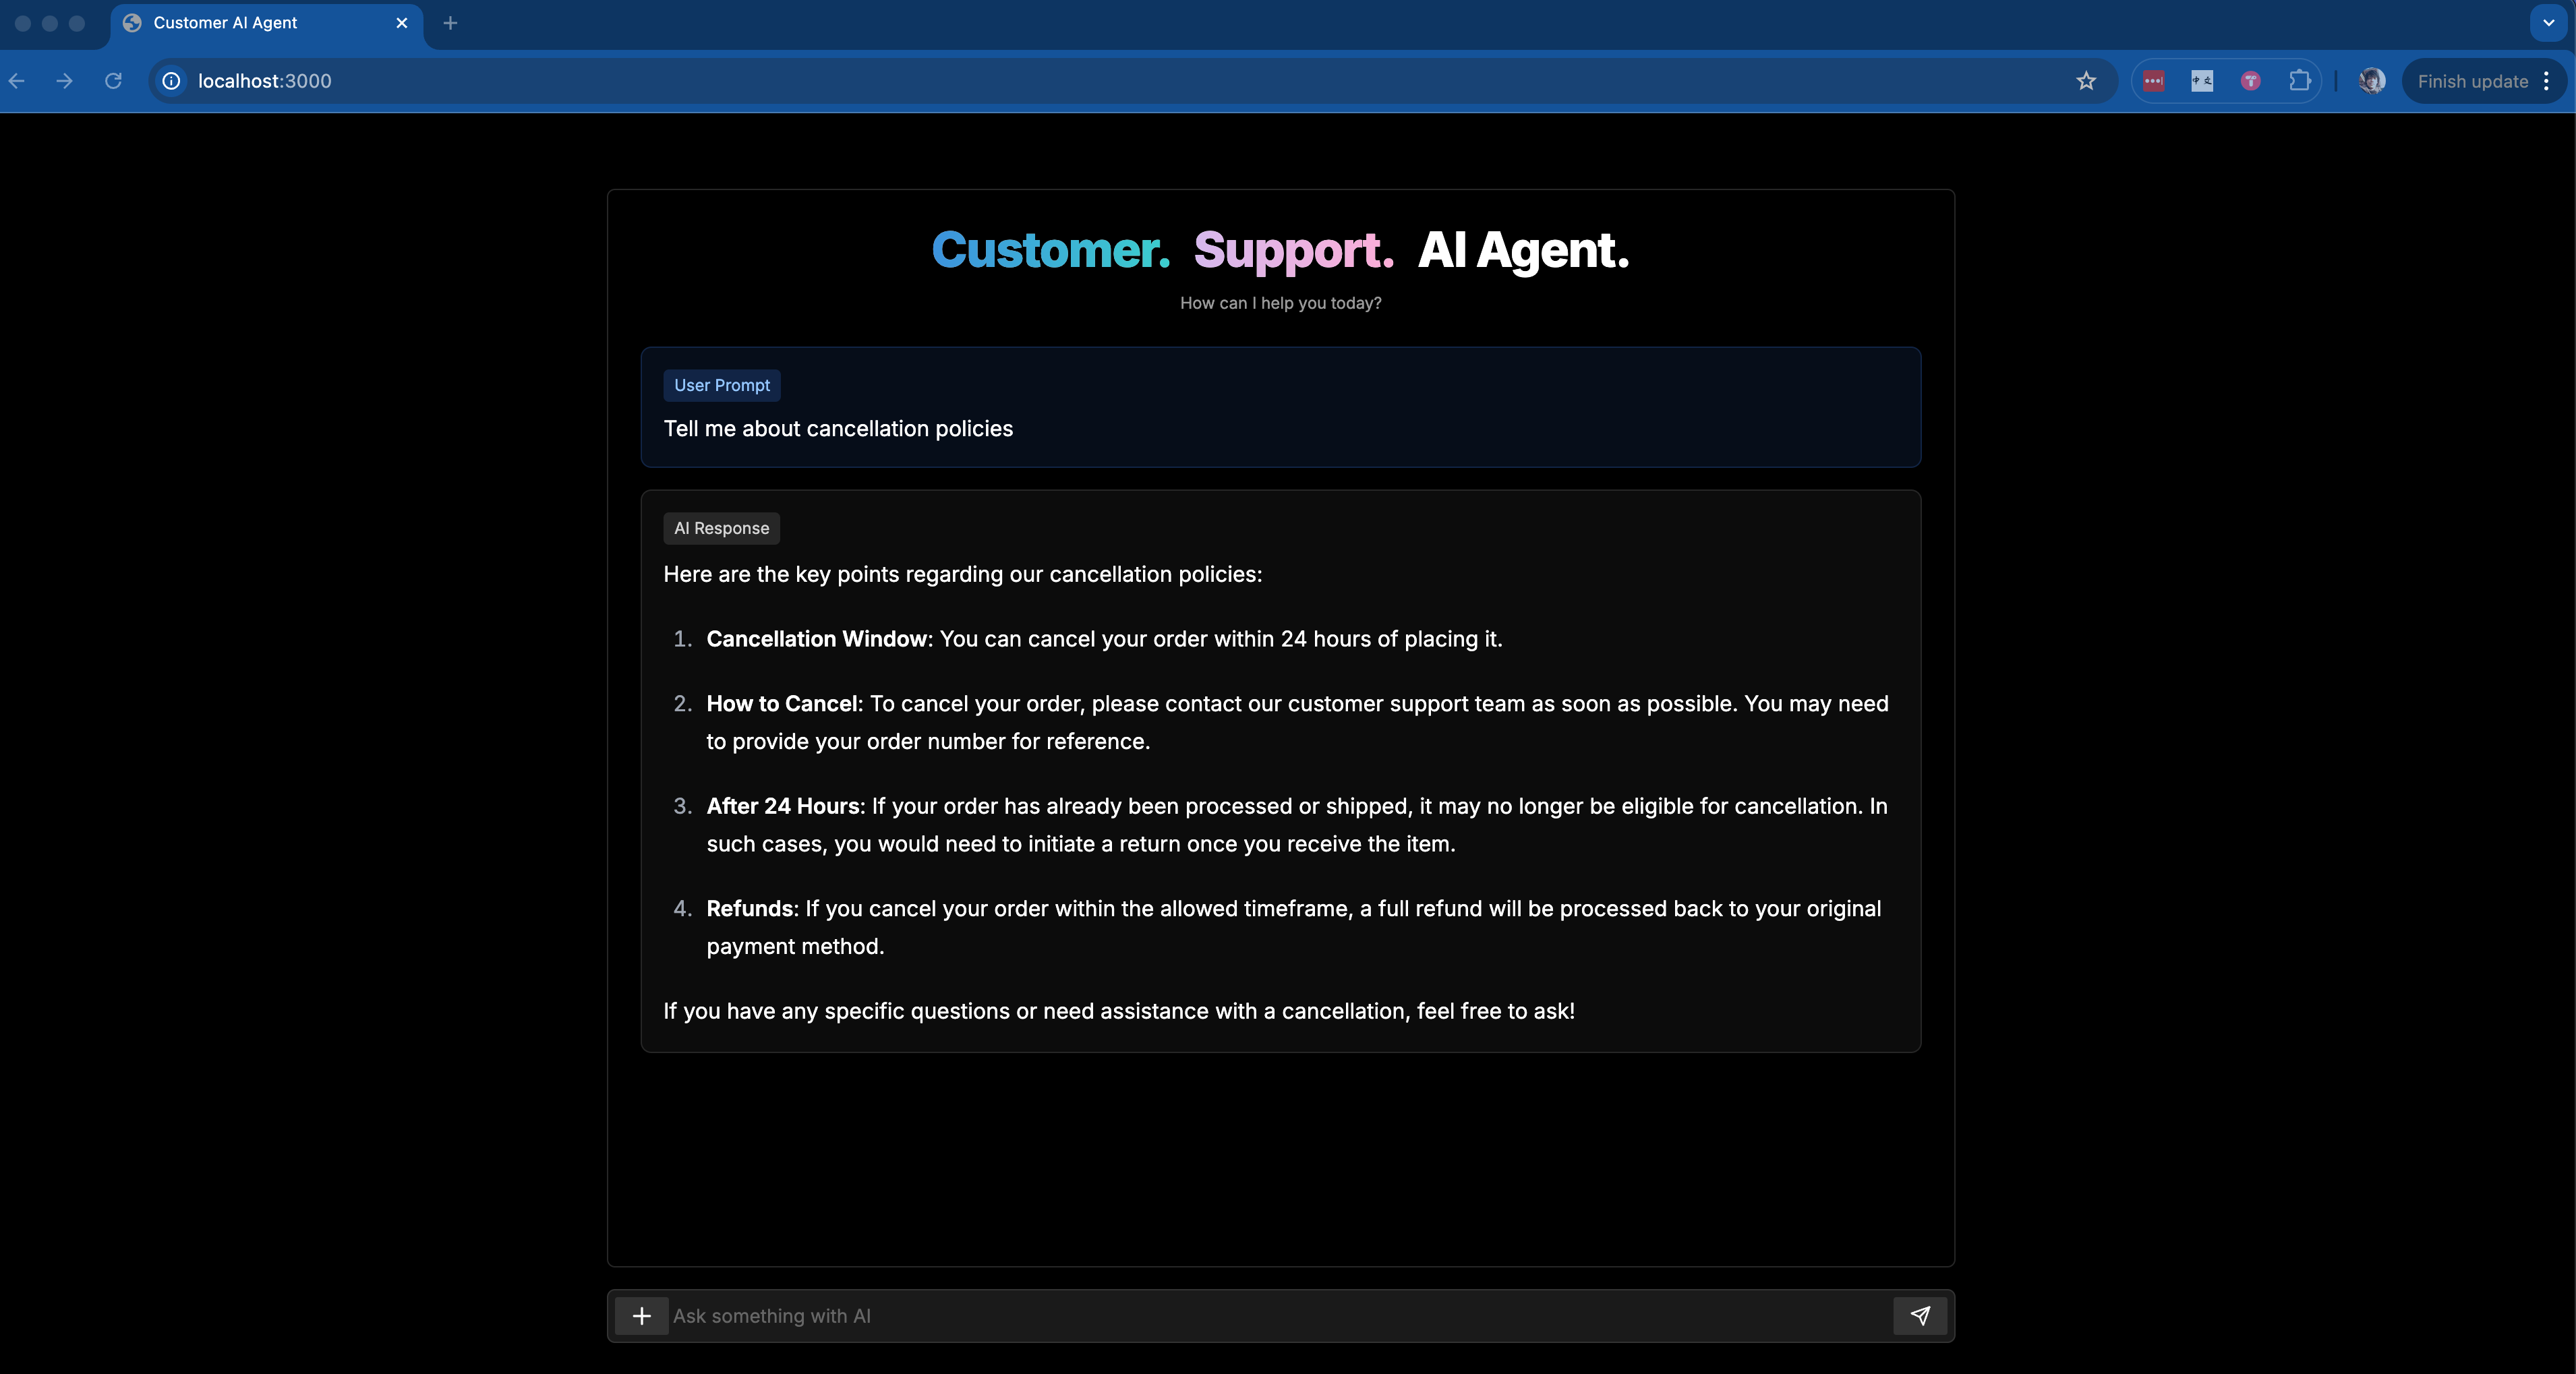 Customer AI Agent
localhost:3000
Finish update
Customer. Support. AI Agent.
How can I help you today?
User Prompt
Tell me about cancellation policies
AI Response
Here are the key points regarding our cancellation policies:
1. Cancellation Window: You can cancel your order within 24 hours of placing it.
2. How to Cancel: To cancel your order, please contact our customer support team as soon as possible. You may need
to provide your order number for reference.
3. After 24 Hours: If your order has already been processed or shipped, it may no longer be eligible for cancellation. In
such cases, you would need to initiate a return once you receive the item.
4. Refunds: If you cancel your order within the allowed timeframe, a full refund will be processed back to your original
payment method.
If you have any specific questions or need assistance with a cancellation, feel free to ask!
Ask something with AI